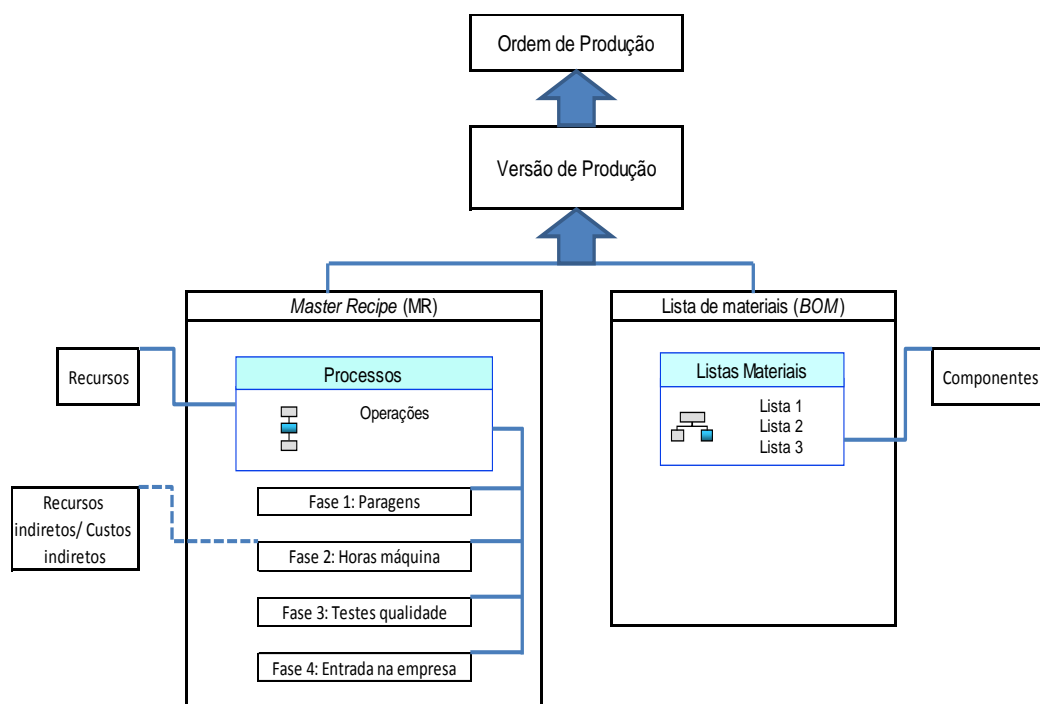 Ordem de Produção
Versão de Produção
Master Recipe (MR)
Lista de materiais (BOM)
Recursos
Processos
Operações
Listas Materiais
Lista 1
Lista 2
Lista 3
Componentes
Recursos
indiretos/ Custos
indiretos
Fase 1: Paragens
Fase 2: Horas máquina
Fase 3: Testes qualidade
Fase 4: Entrada na empresa